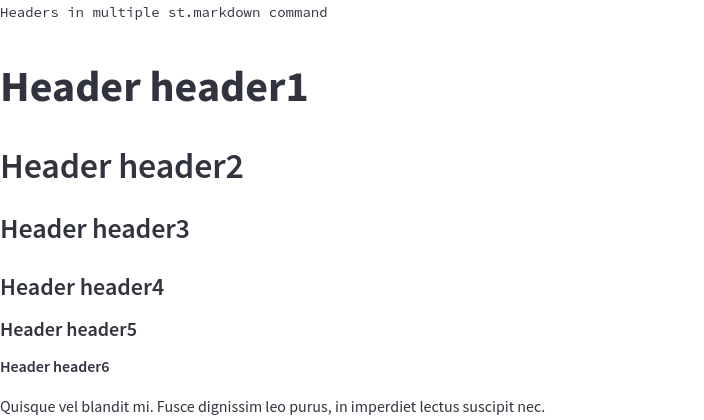 Headers in multiple st.markdown command
Header header1
Header header2
Header header3
Header header4
Header header5
Header header6
Quisque vel blandit mi. Fusce dignissim leo purus, in imperdiet lectus suscipit nec.